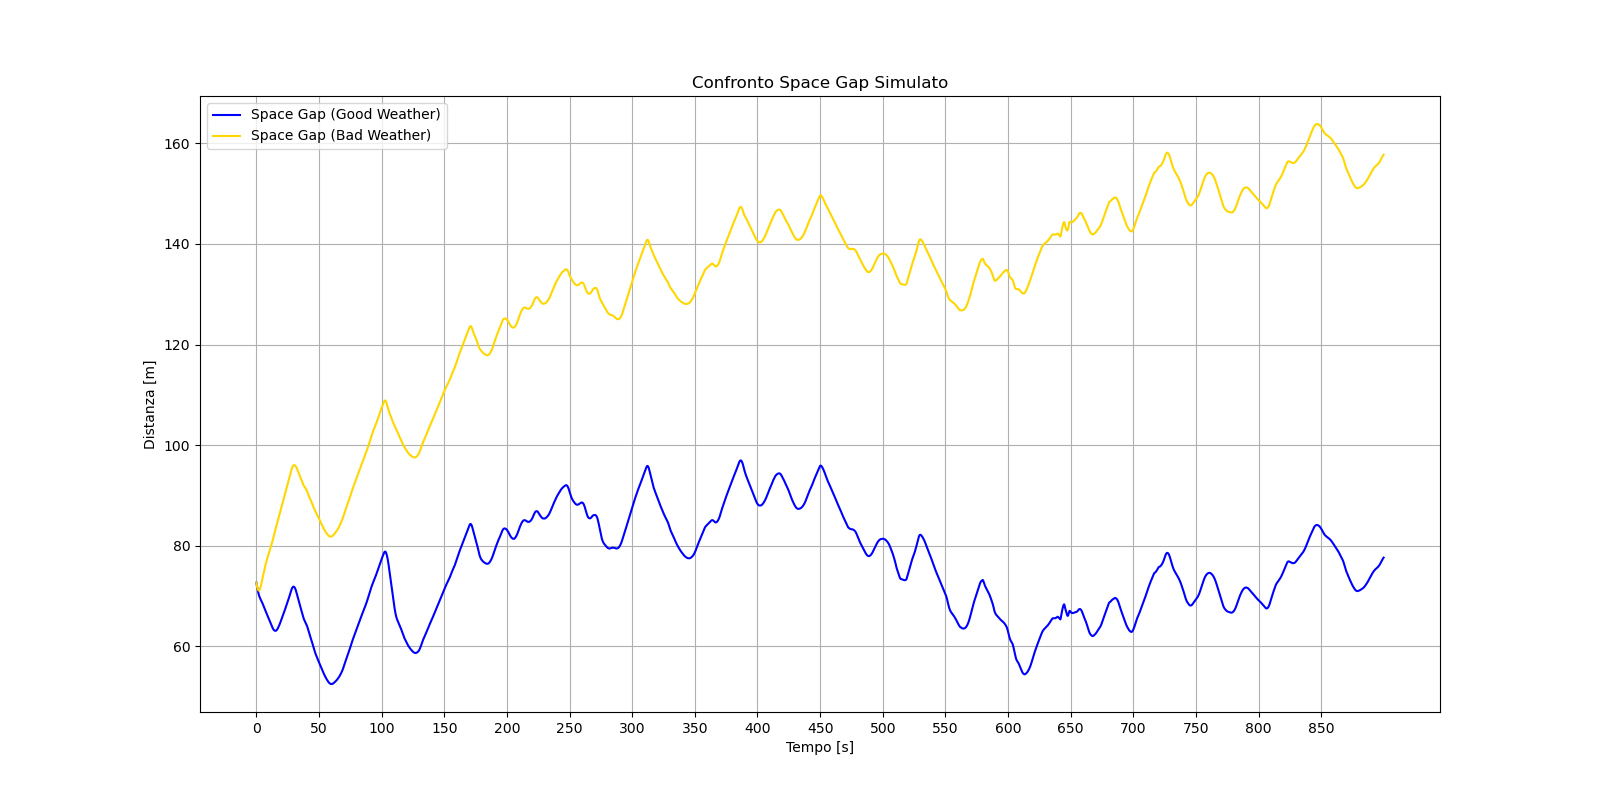 Confronto Space Gap Simulato
Space Gap (Good Weather)
Space Gap (Bad Weather)
160
140
120
100
80
60
Distanza [m]
0 50 100 150 200 250 300 350 400 450 500 550 600 650 700 750 800 850
Tempo [s]